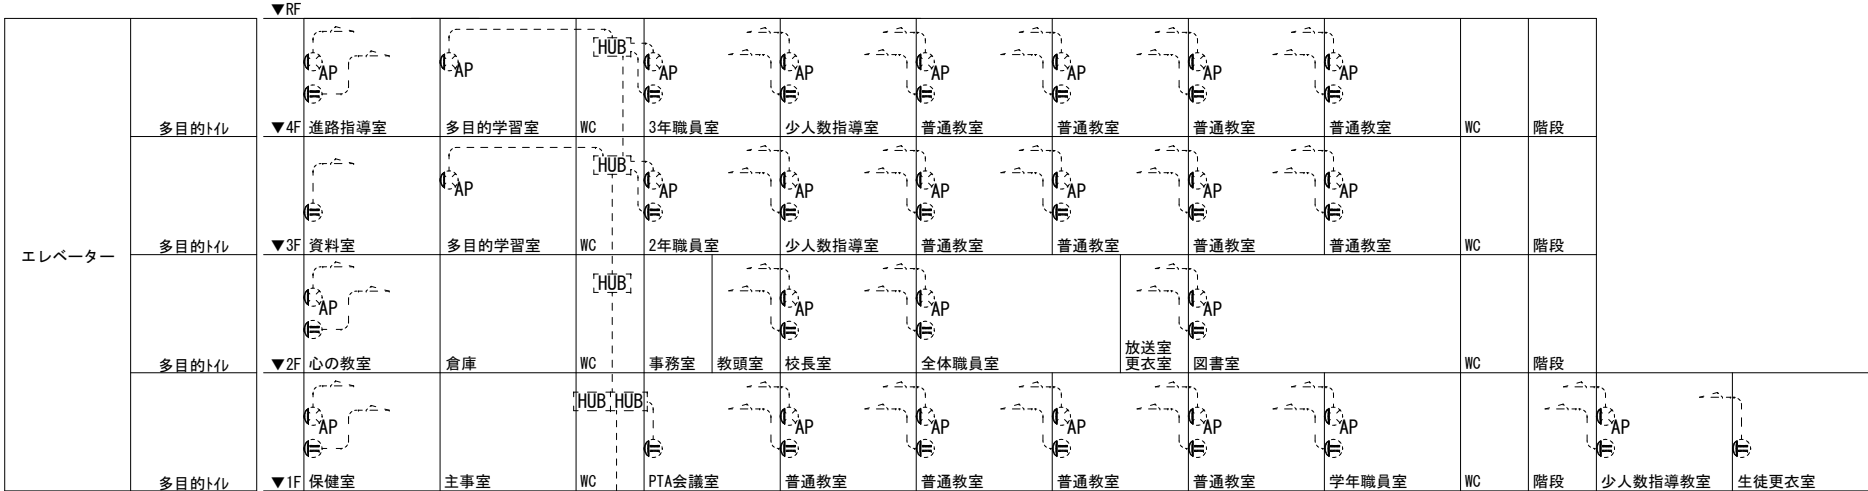 ▼RF
HUB
AP AP AP AP AP AP AP AP
多目的ﾄｲﾚ ▼4F 進路指導室 多目的学習室 WC 3年職員室 少人数指導室 普通教室 普通教室 普通教室 普通教室 WC 階段
HUB
AP AP AP AP AP AP AP
多目的ﾄｲﾚ ▼3F 資料室 多目的学習室 WC 2年職員室 少人数指導室 普通教室 普通教室 普通教室 普通教室 WC 階段
エレベーター
HUB
AP AP AP AP
放送室
多目的ﾄｲﾚ ▼2F 心の教室 倉庫 WC 事務室 教頭室 校長室 全体職員室 更衣室 図書室 WC 階段
HUB HUB
AP AP AP AP AP AP AP
多目的ﾄｲﾚ ▼1F 保健室 主事室 WC PTA会議室 普通教室 普通教室 普通教室 普通教室 学年職員室 WC 階段 少人数指導教室 生徒更衣室